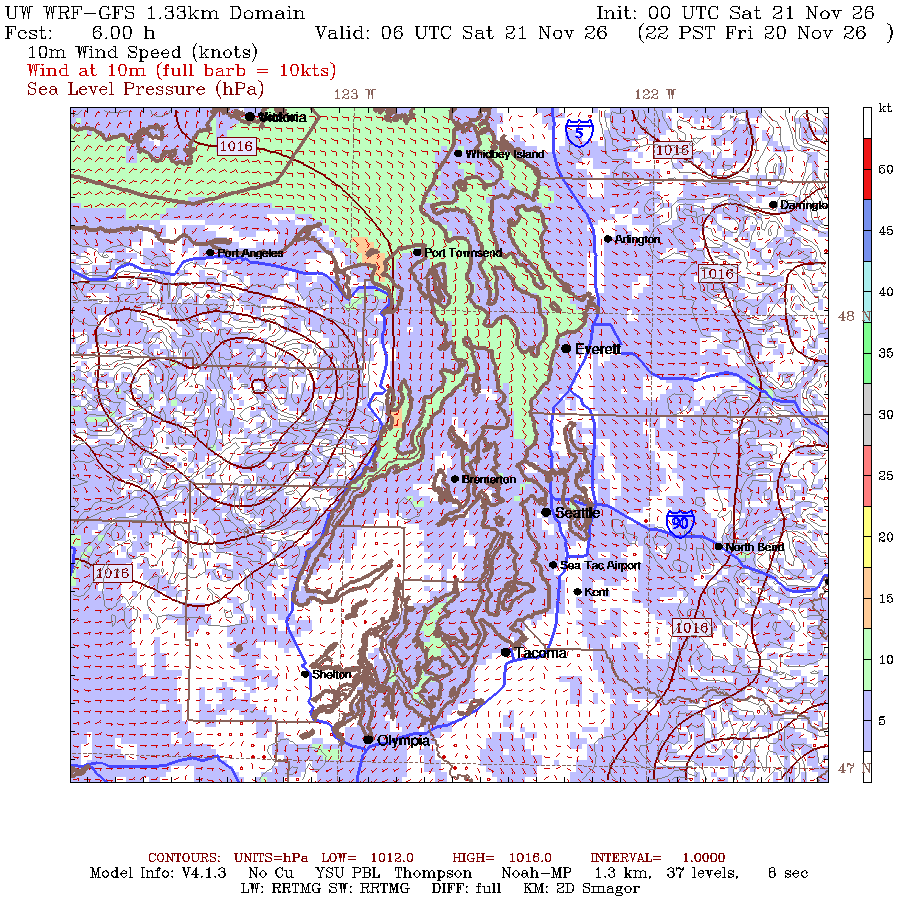 UW WRF-GFS 1.33km Domain Init: 00 UTC Sat 21 Nov 26
Fcst: 6.00 h Valid: 06 UTC Sat 21 Nov 26 (22 PST Fri 20 Nov 26 )
10m Wind Speed (knots)
Wind at 10m (full barb = 10kts)
Sea Level Pressure (hPa)
123 W 122 W
kt
Victoria
5
1016
1016
Whidbey Island
60
Darringto
Arlington
45
Port Angeles
Port Townsend
1016
40
48 N
Everett
35
30
Bremerton
25
Seattle
90
20
North Bend
Sea Tac Airport
1016
Kent
15
1016
Tacoma
10
Shelton
5
Olympia
47 N
CONTOURS: UNITS=hPa LOW= 1012.0 HIGH= 1016.0 INTERVAL= 1.0000
Model Info: V4.1.3 No Cu YSU PBL Thompson Noah-MP 1.3 km, 37 levels, 8 sec
LW: RRTMG SW: RRTMG DIFF: full KM: 2D Smagor